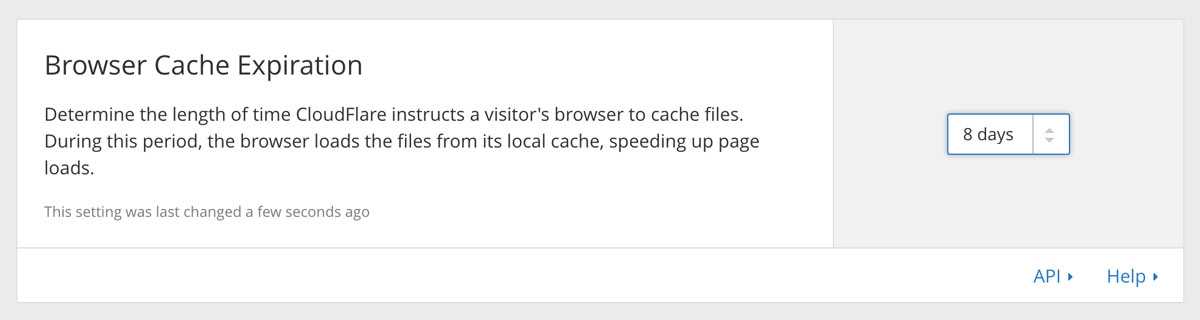 Browser Cache Expiration
Determine the length of time CloudFlare instructs a visitor's browser to cache files.
During this period, the browser loads the files from its local cache, speeding up page
loads.
8 days
This setting was last changed a few seconds ago
API
Help